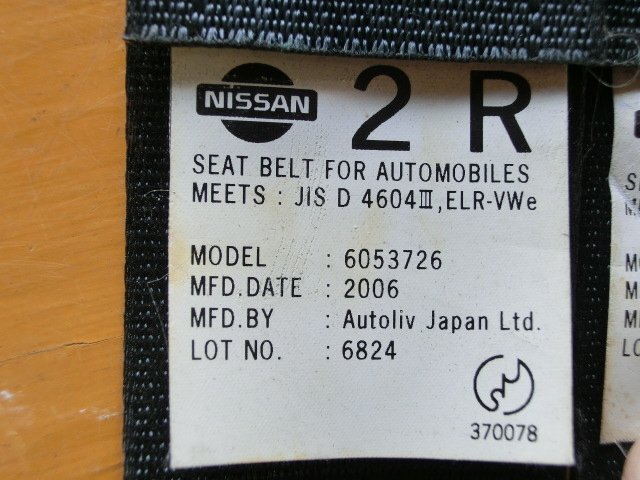 NISSAN 2 R
SEAT BELT FOR AUTOMOBILES
MEETS : JIS D 4604Ⅲ, ELR-VWe
MODEL : 6053726
MFD.DATE : 2006
MFD.BY : Autoliv Japan Ltd.
LOT NO. : 6824
370078